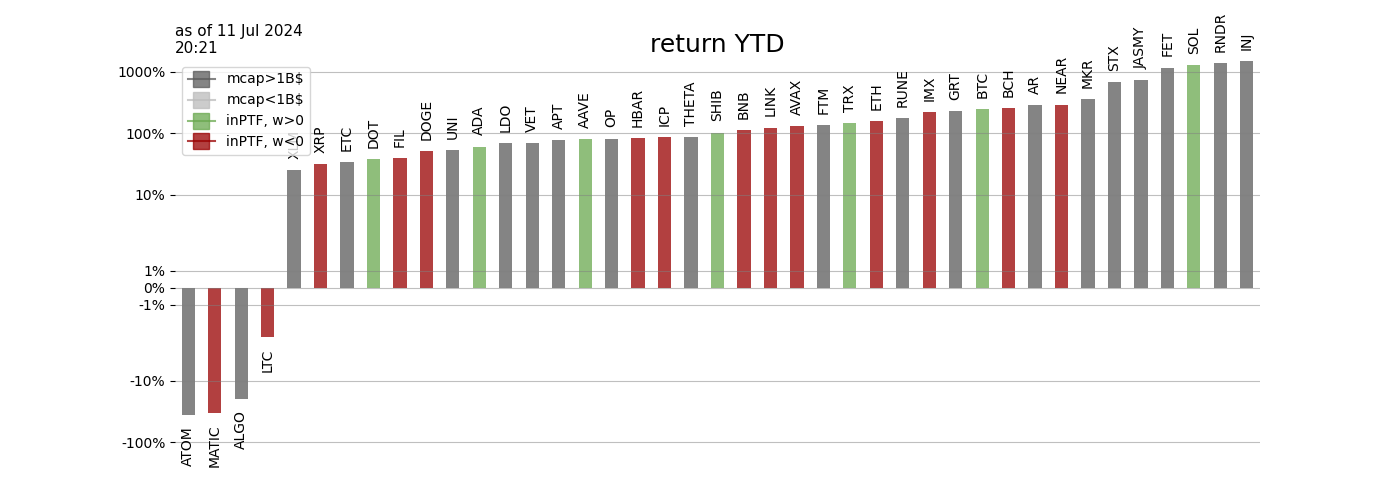 as of 11 Jul 2024
20:21
return YTD
mcap>1B$
mcap<1B$
inPTF, w>0
inPTF, w<0
1000%
100%
10%
1%
0%
-1%
-10%
-100%
ATOM
MATIC
ALGO
LTC
XRP
ETC
DOT
FIL
DOGE
UNI
ADA
LDO
VET
APT
AAVE
OP
HBAR
ICP
THETA
SHIB
BNB
LINK
AVAX
FTM
TRX
ETH
RUNE
IMX
GRT
BTC
BCH
AR
NEAR
MKR
STX
JASMY
FET
SOL
RNDR
INJ